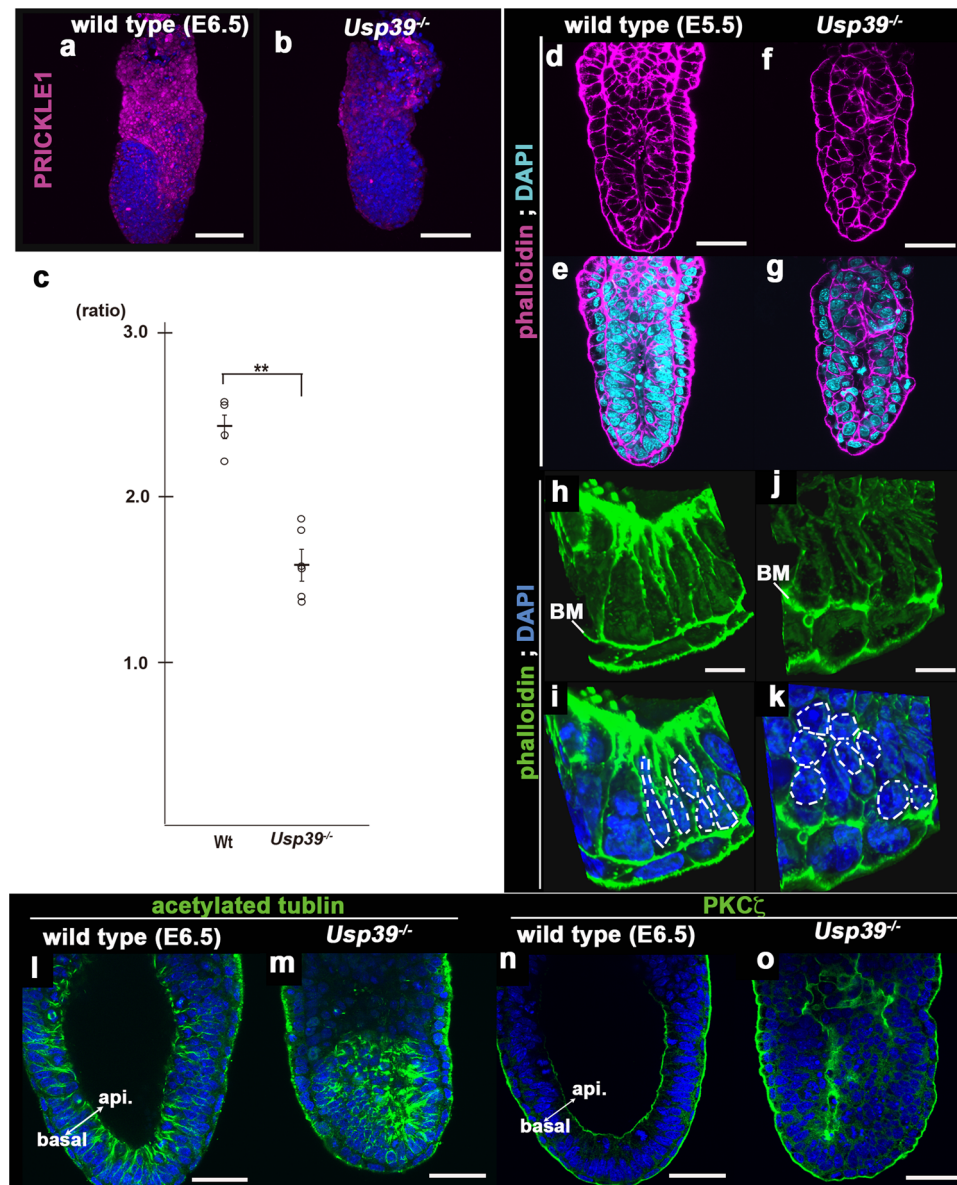 wild type (E6.5)
Usp39-/-
a
b
PRICKLE1
c
(ratio)
3.0
**
2.0
1.0
Wt
Usp39-/-
wild type (E5.5)
Usp39-/-
d
f
e
g
phalloidin ; DAPI
h
j
BM
BM
i
k
phalloidin ; DAPI
acetylated tublin
PKCζ
wild type (E6.5)
Usp39-/-
wild type (E6.5)
Usp39-/-
l
m
n
o
api.
basal
api.
basal